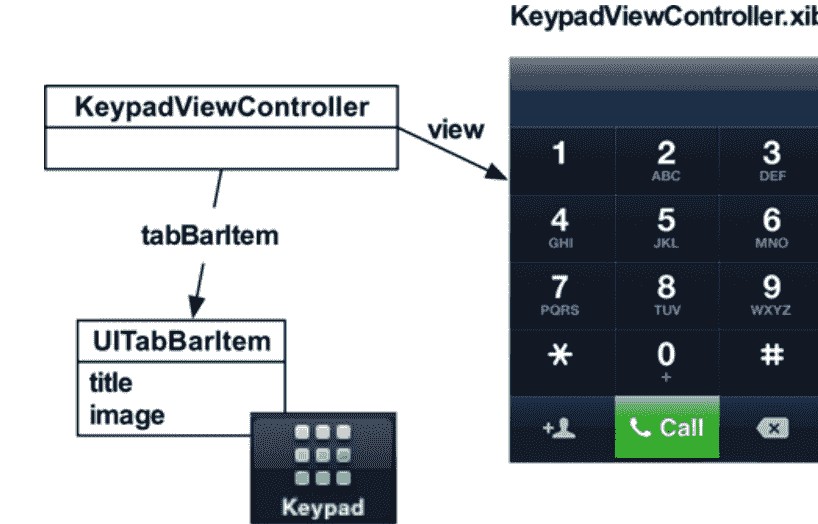 KeypadViewController.xib
KeypadViewController
view
tabBarItem
UITabBarItem
title
image
Keypad
1 2 3
ABC DEF
4 5 6
GHI JKL MNO
7 8 9
PQRS TUV WXYZ
* 0 #
+
+ Call